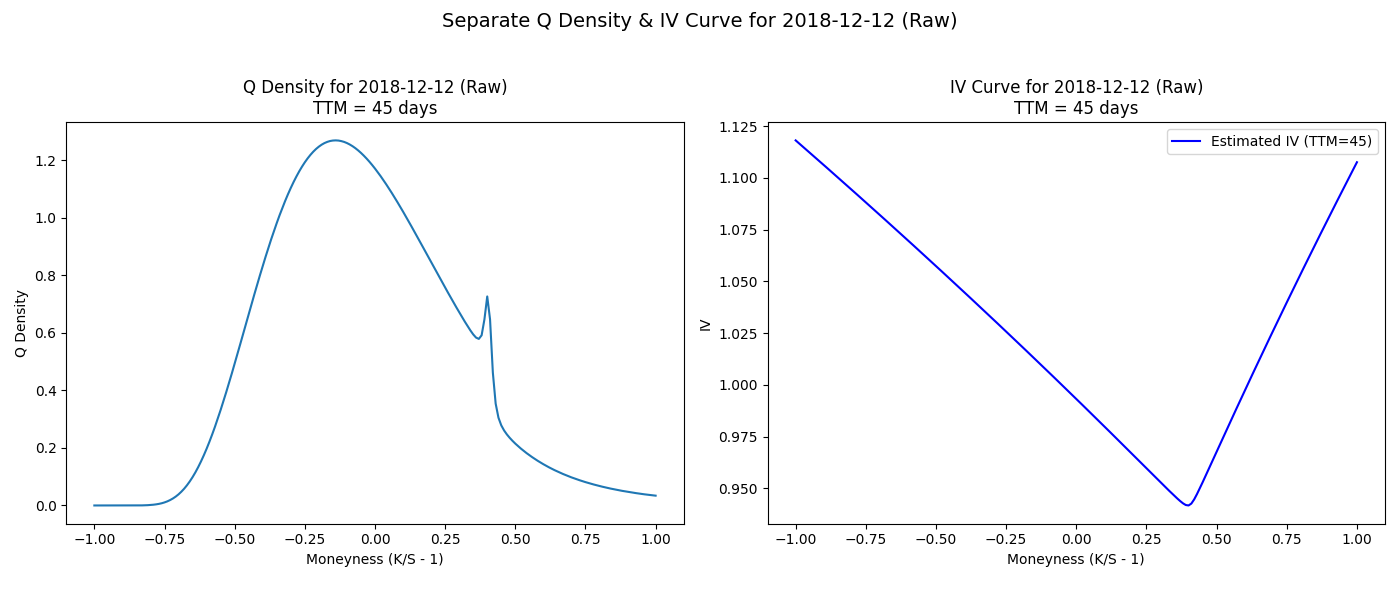 Separate Q Density & IV Curve for 2018-12-12 (Raw)
Q Density for 2018-12-12 (Raw)
TTM = 45 days
Q Density
1.2
1.0
0.8
0.6
0.4
0.2
0.0
−1.00 −0.75 −0.50 −0.25 0.00 0.25 0.50 0.75 1.00
Moneyness (K/S - 1)
IV Curve for 2018-12-12 (Raw)
TTM = 45 days
Estimated IV (TTM=45)
IV
1.125
1.100
1.075
1.050
1.025
1.000
0.975
0.950
−1.00 −0.75 −0.50 −0.25 0.00 0.25 0.50 0.75 1.00
Moneyness (K/S - 1)